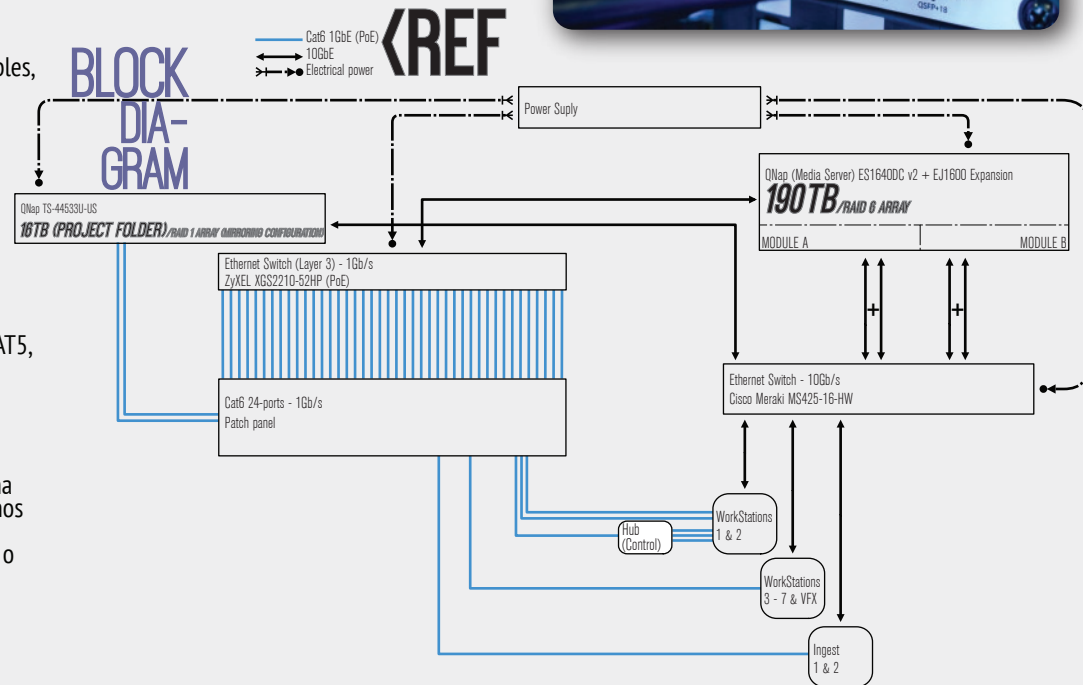 QSFP+18
Cat6 1GbE (PoE)
10GbE
Electrical power
<REF
BLOCK
DIA-
GRAM
Power Suply
QNap TS-44533U-US
16TB (PROJECT FOLDER)/RAID 1 ARRAY (MIRRORING CONFIGURATION)
QNap (Media Server) ES1640DC v2 + EJ1600 Expansion
190TB/RAID 6 ARRAY
MODULE A
MODULE B
Ethernet Switch (Layer 3) - 1Gb/s
ZyXEL XGS2210-52HP (PoE)
+
+
Ethernet Switch - 10Gb/s
Cisco Meraki MS425-16-HW
Cat6 24-ports - 1Gb/s
Patch panel
WorkStations
1 & 2
Hub
(Control)
WorkStations
3 - 7 & VFX
Ingest
1 & 2
AT5,
o